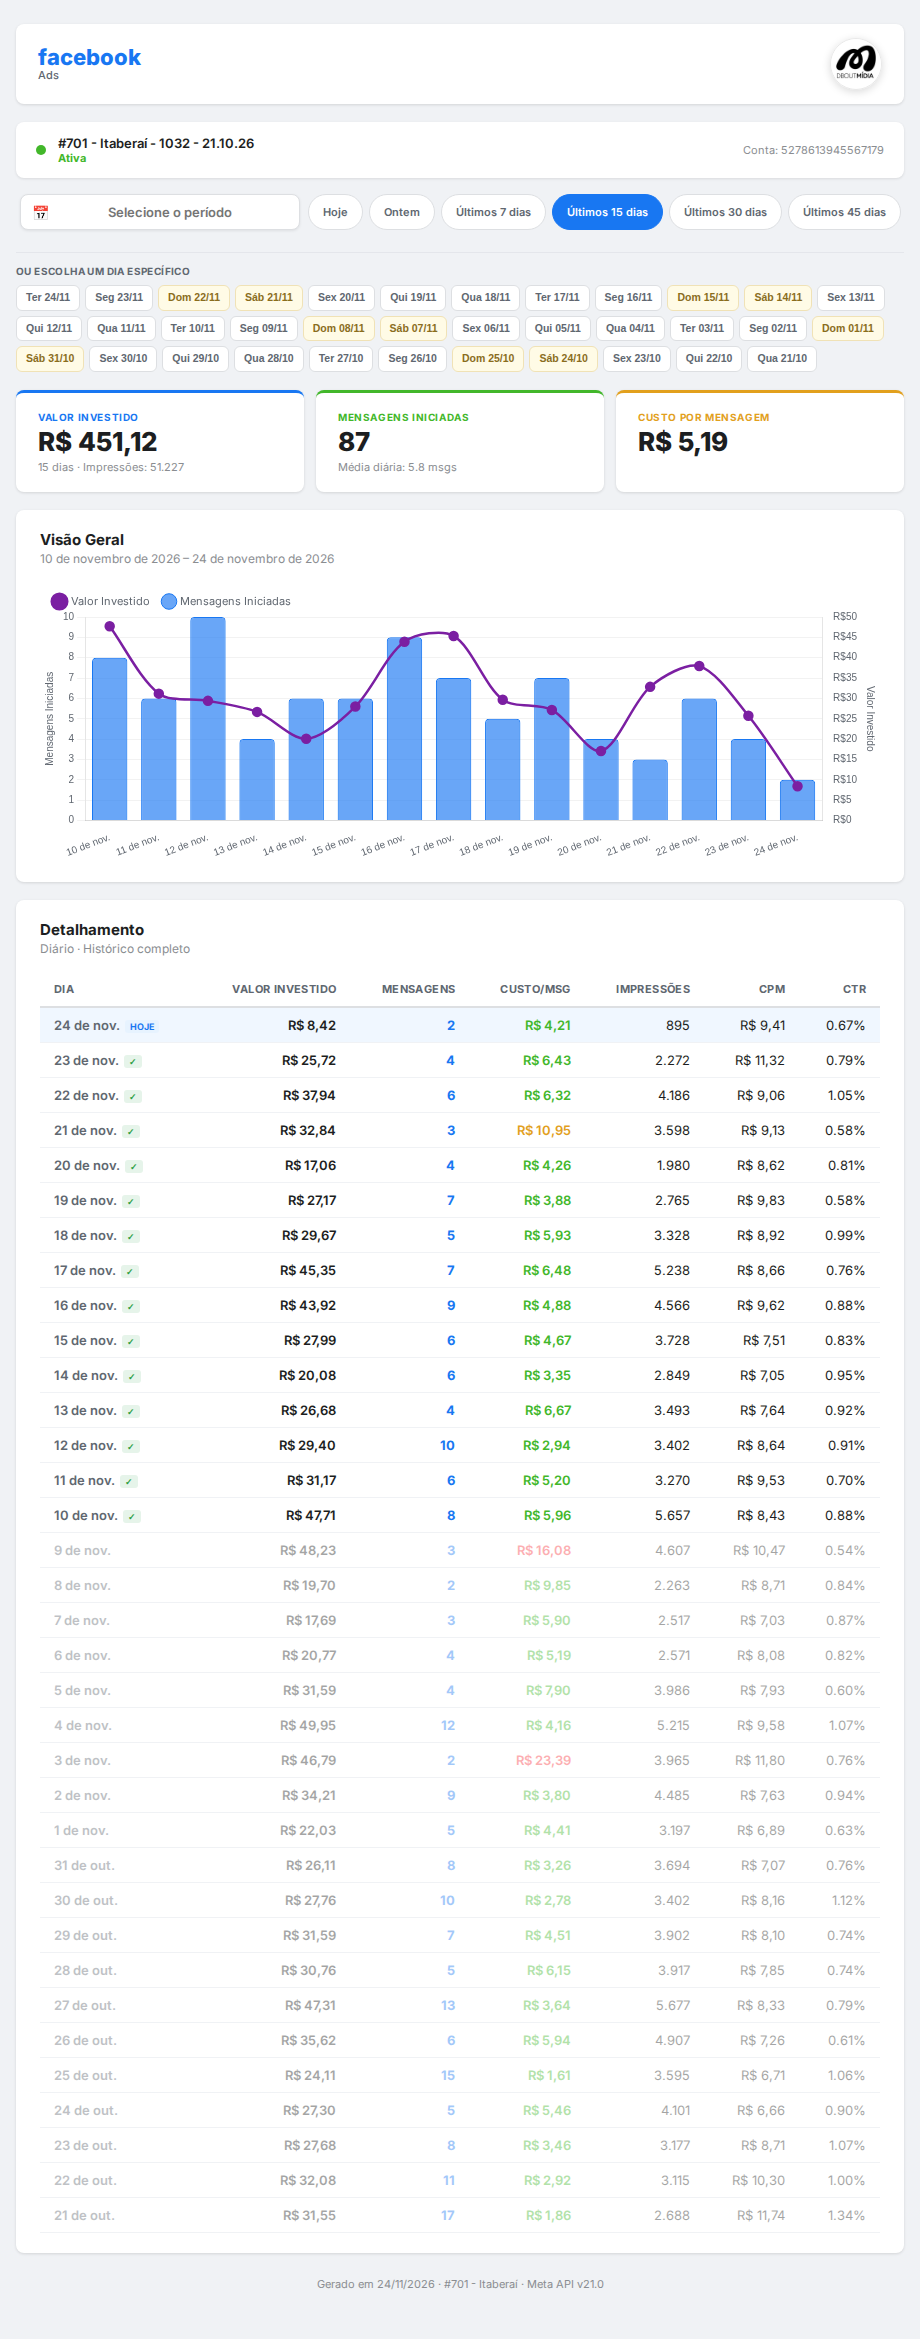 facebook
Ads
DBOUTMÍDIA
#701 - Itaberaí - 1032 - 21.10.26
Ativa
Conta: 5278613945567179
Selecione o período
Hoje
Ontem
Últimos 7 dias
Últimos 15 dias
Últimos 30 dias
Últimos 45 dias
OU ESCOLHA UM DIA ESPECÍFICO
Ter 24/11 Seg 23/11 Dom 22/11 Sáb 21/11 Sex 20/11 Qui 19/11 Qua 18/11 Ter 17/11 Seg 16/11 Dom 15/11 Sáb 14/11 Sex 13/11
Qui 12/11 Qua 11/11 Ter 10/11 Seg 09/11 Dom 08/11 Sáb 07/11 Sex 06/11 Qui 05/11 Qua 04/11 Ter 03/11 Seg 02/11 Dom 01/11
Sáb 31/10 Sex 30/10 Qui 29/10 Qua 28/10 Ter 27/10 Seg 26/10 Dom 25/10 Sáb 24/10 Sex 23/10 Qui 22/10 Qua 21/10
VALOR INVESTIDO
R$ 451,12
15 dias · Impressões: 51.227
MENSAGENS INICIADAS
87
Média diária: 5.8 msgs
CUSTO POR MENSAGEM
R$ 5,19
Visão Geral
10 de novembro de 2026 – 24 de novembro de 2026
Valor Investido
Mensagens Iniciadas
Mensagens Iniciadas
10
9
8
7
6
5
4
3
2
1
0
R$50
R$45
R$40
R$35
R$30
R$25
R$20
R$15
R$10
R$5
R$0
Valor Investido
10 de nov. 11 de nov. 12 de nov. 13 de nov. 14 de nov. 15 de nov. 16 de nov. 17 de nov. 18 de nov. 19 de nov. 20 de nov. 21 de nov. 22 de nov. 23 de nov. 24 de nov.
Detalhamento
Diário · Histórico completo
DIA VALOR INVESTIDO MENSAGENS CUSTO/MSG IMPRESSÕES CPM CTR
24 de nov. HOJE R$ 8,42 2 R$ 4,21 895 R$ 9,41 0.67%
23 de nov. ✓ R$ 25,72 4 R$ 6,43 2.272 R$ 11,32 0.79%
22 de nov. ✓ R$ 37,94 6 R$ 6,32 4.186 R$ 9,06 1.05%
21 de nov. ✓ R$ 32,84 3 R$ 10,95 3.598 R$ 9,13 0.58%
20 de nov. ✓ R$ 17,06 4 R$ 4,26 1.980 R$ 8,62 0.81%
19 de nov. ✓ R$ 27,17 7 R$ 3,88 2.765 R$ 9,83 0.58%
18 de nov. ✓ R$ 29,67 5 R$ 5,93 3.328 R$ 8,92 0.99%
17 de nov. ✓ R$ 45,35 7 R$ 6,48 5.238 R$ 8,66 0.76%
16 de nov. ✓ R$ 43,92 9 R$ 4,88 4.566 R$ 9,62 0.88%
15 de nov. ✓ R$ 27,99 6 R$ 4,67 3.728 R$ 7,51 0.83%
14 de nov. ✓ R$ 20,08 6 R$ 3,35 2.849 R$ 7,05 0.95%
13 de nov. ✓ R$ 26,68 4 R$ 6,67 3.493 R$ 7,64 0.92%
12 de nov. ✓ R$ 29,40 10 R$ 2,94 3.402 R$ 8,64 0.91%
11 de nov. ✓ R$ 31,17 6 R$ 5,20 3.270 R$ 9,53 0.70%
10 de nov. ✓ R$ 47,71 8 R$ 5,96 5.657 R$ 8,43 0.88%
9 de nov. R$ 48,23 3 R$ 16,08 4.607 R$ 10,47 0.54%
8 de nov. R$ 19,70 2 R$ 9,85 2.263 R$ 8,71 0.84%
7 de nov. R$ 17,69 3 R$ 5,90 2.517 R$ 7,03 0.87%
6 de nov. R$ 20,77 4 R$ 5,19 2.571 R$ 8,08 0.82%
5 de nov. R$ 31,59 4 R$ 7,90 3.986 R$ 7,93 0.60%
4 de nov. R$ 49,95 12 R$ 4,16 5.215 R$ 9,58 1.07%
3 de nov. R$ 46,79 2 R$ 23,39 3.965 R$ 11,80 0.76%
2 de nov. R$ 34,21 9 R$ 3,80 4.485 R$ 7,63 0.94%
1 de nov. R$ 22,03 5 R$ 4,41 3.197 R$ 6,89 0.63%
31 de out. R$ 26,11 8 R$ 3,26 3.694 R$ 7,07 0.76%
30 de out. R$ 27,76 10 R$ 2,78 3.402 R$ 8,16 1.12%
29 de out. R$ 31,59 7 R$ 4,51 3.902 R$ 8,10 0.74%
28 de out. R$ 30,76 5 R$ 6,15 3.917 R$ 7,85 0.74%
27 de out. R$ 47,31 13 R$ 3,64 5.677 R$ 8,33 0.79%
26 de out. R$ 35,62 6 R$ 5,94 4.907 R$ 7,26 0.61%
25 de out. R$ 24,11 15 R$ 1,61 3.595 R$ 6,71 1.06%
24 de out. R$ 27,30 5 R$ 5,46 4.101 R$ 6,66 0.90%
23 de out. R$ 27,68 8 R$ 3,46 3.177 R$ 8,71 1.07%
22 de out. R$ 32,08 11 R$ 2,92 3.115 R$ 10,30 1.00%
21 de out. R$ 31,55 17 R$ 1,86 2.688 R$ 11,74 1.34%
Gerado em 24/11/2026 · #701 - Itaberaí · Meta API v21.0